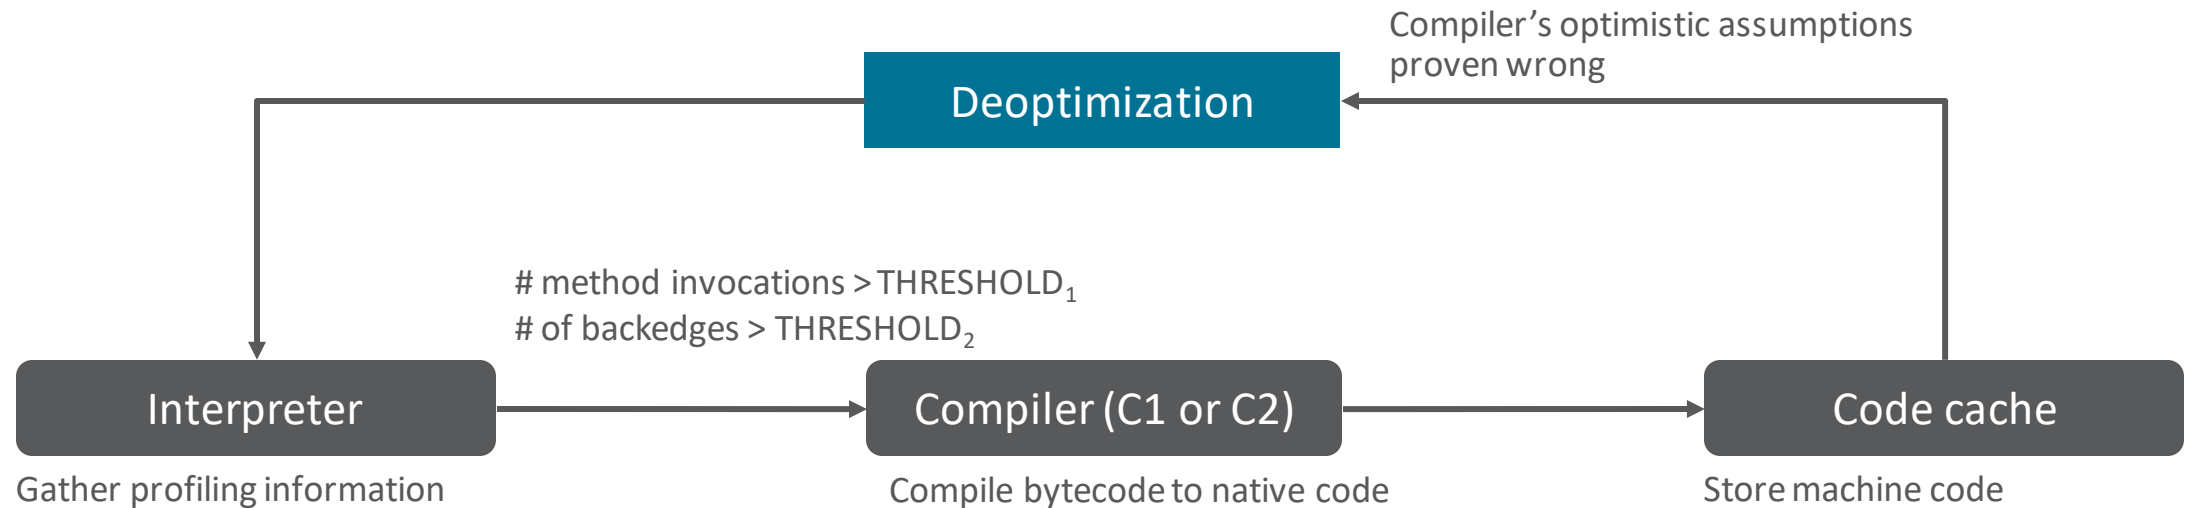 Compiler’s optimistic assumptions
proven wrong
Deoptimization
# method invocations > THRESHOLD₁
# of backedges > THRESHOLD₂
Interpreter
Compiler (C1 or C2)
Code cache
Gather profiling information
Compile bytecode to native code
Store machine code